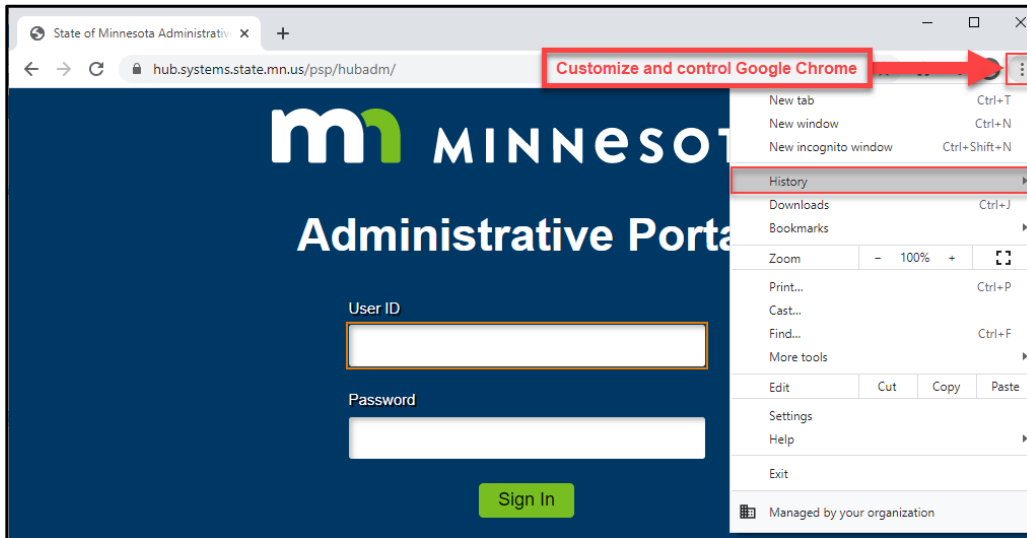 State of Minnesota Administrativ
hub.systems.state.mn.us/psp/hubadm/
Customize and control Google Chrome
New tab Ctrl+T
New window Ctrl+N
New incognito window Ctrl+Shift+N
History
Downloads Ctrl+J
Bookmarks
Zoom - 100% +
Print... Ctrl+P
Cast...
Find... Ctrl+F
More tools
Edit Cut Copy Paste
Settings
Help
Exit
Managed by your organization
mn MINNESOT
Administrative Porta
User ID
Password
Sign In